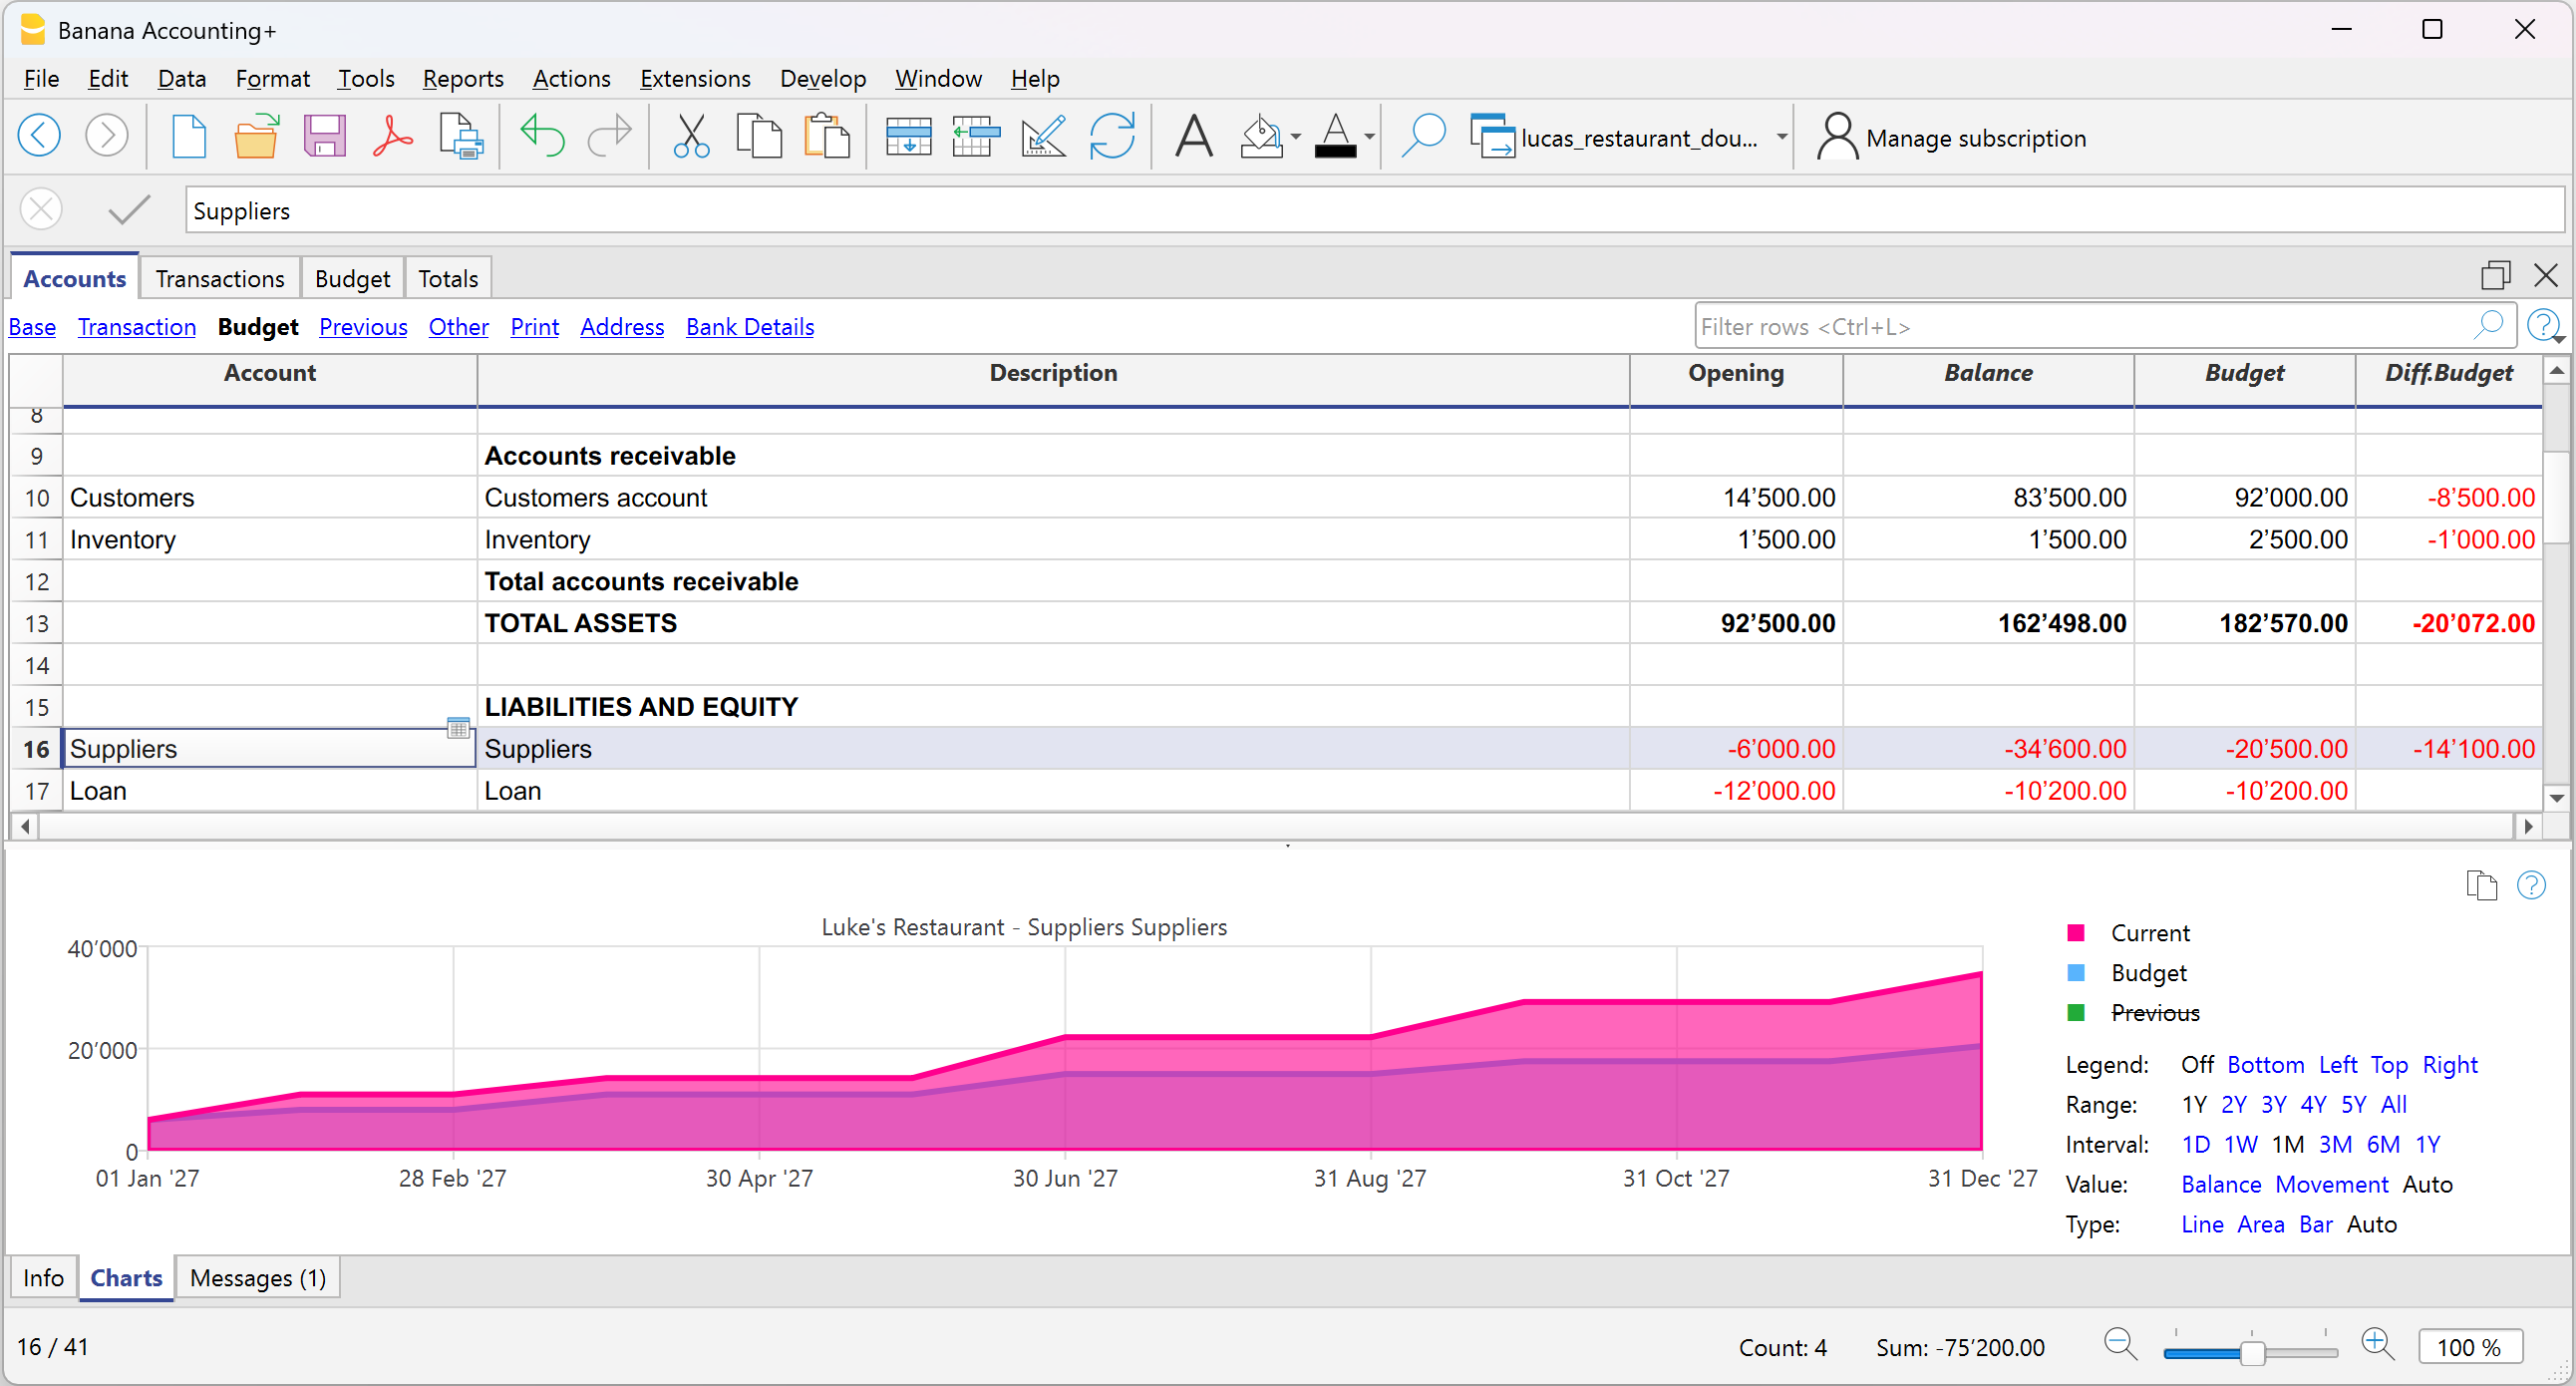 Banana Accounting+
File Edit Data Format Tools Reports Actions Extensions Develop Window Help
lucas_restaurant_dou... Manage subscription
Suppliers
Accounts Transactions Budget Totals
Base Transaction Budget Previous Other Print Address Bank Details Filter rows <Ctrl+L>
Account Description Opening Balance Budget Diff.Budget
8
9 Accounts receivable
10 Customers Customers account 14’500.00 83’500.00 92’000.00 -8’500.00
11 Inventory Inventory 1’500.00 1’500.00 2’500.00 -1’000.00
12 Total accounts receivable
13 TOTAL ASSETS 92’500.00 162’498.00 182’570.00 -20’072.00
14
15 LIABILITIES AND EQUITY
16 Suppliers Suppliers -6’000.00 -34’600.00 -20’500.00 -14’100.00
17 Loan Loan -12’000.00 -10’200.00 -10’200.00
Luke's Restaurant - Suppliers Suppliers
40’000
20’000
0
01 Jan '27 28 Feb '27 30 Apr '27 30 Jun '27 31 Aug '27 31 Oct '27 31 Dec '27
Current
Budget
Previous
Legend: Off Bottom Left Top Right
Range: 1Y 2Y 3Y 4Y 5Y All
Interval: 1D 1W 1M 3M 6M 1Y
Value: Balance Movement Auto
Type: Line Area Bar Auto
Info Charts Messages (1)
16 / 41 Count: 4 Sum: -75’200.00 100 %